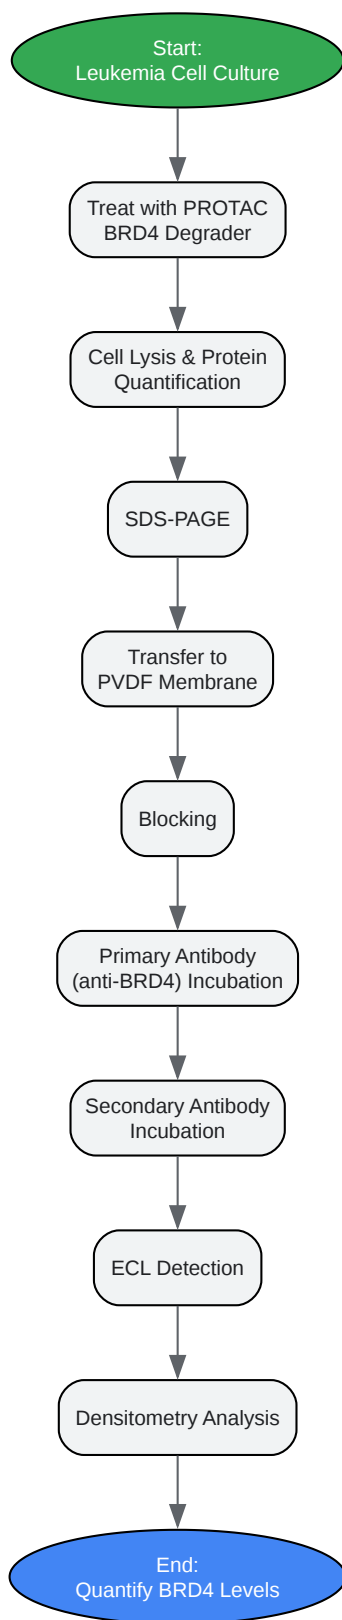 Start:
Leukemia Cell Culture
Treat with PROTAC
BRD4 Degrader
Cell Lysis & Protein
Quantification
SDS-PAGE
Transfer to
PVDF Membrane
Blocking
Primary Antibody
(anti-BRD4) Incubation
Secondary Antibody
Incubation
ECL Detection
Densitometry Analysis
End:
Quantify BRD4 Levels